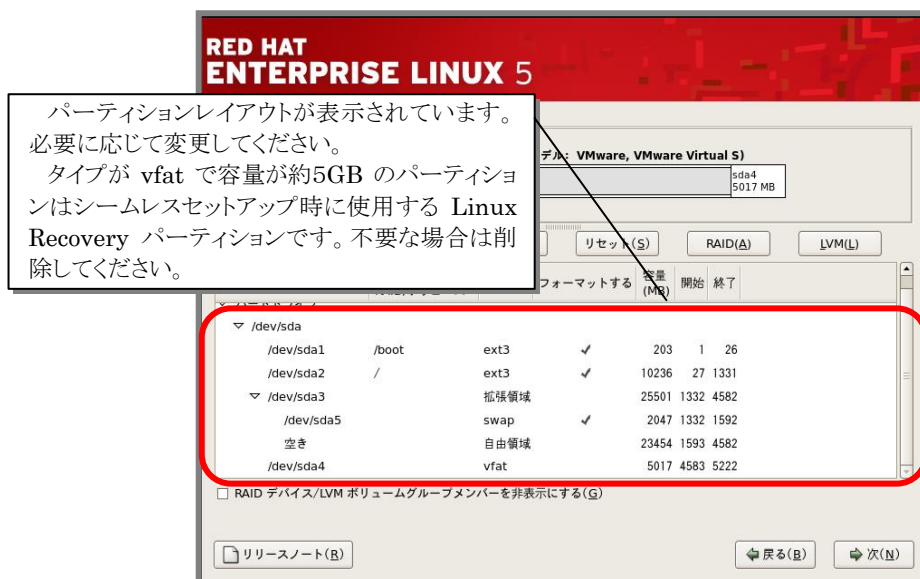 RED HAT
ENTERPRISE LINUX 5
パーティションレイアウトが表示されています。
必要に応じて変更してください。
タイプが vfat で容量が約5GB のパーティショ
ンはシームレスセットアップ時に使用する Linux
Recovery パーティションです。不要な場合は削
除してください。
デル: VMware, VMware Virtual S)
sda4
5017 MB
リセット(S) RAID(A) LVM(L)
フォーマットする 容量 (MB) 開始 終了
/dev/sda
/dev/sda1 /boot ext3 ✓ 203 1 26
/dev/sda2 / ext3 ✓ 10236 27 1331
/dev/sda3 拡張領域 25501 1332 4582
/dev/sda5 swap ✓ 2047 1332 1592
空き 自由領域 23454 1593 4582
/dev/sda4 vfat 5017 4583 5222
RAID デバイス/LVM ボリュームグループメンバーを非表示にする(G)
リリースノート(R) 戻る(B) 次(N)